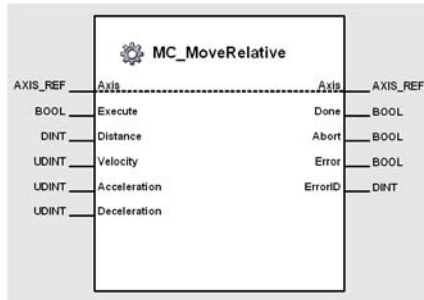 MC_MoveRelative
AXIS_REF Axis Axis AXIS_REF
BOOL Execute Done BOOL
DINT Distance Abort BOOL
UDINT Velocity Error BOOL
UDINT Acceleration ErrorID DINT
UDINT Deceleration